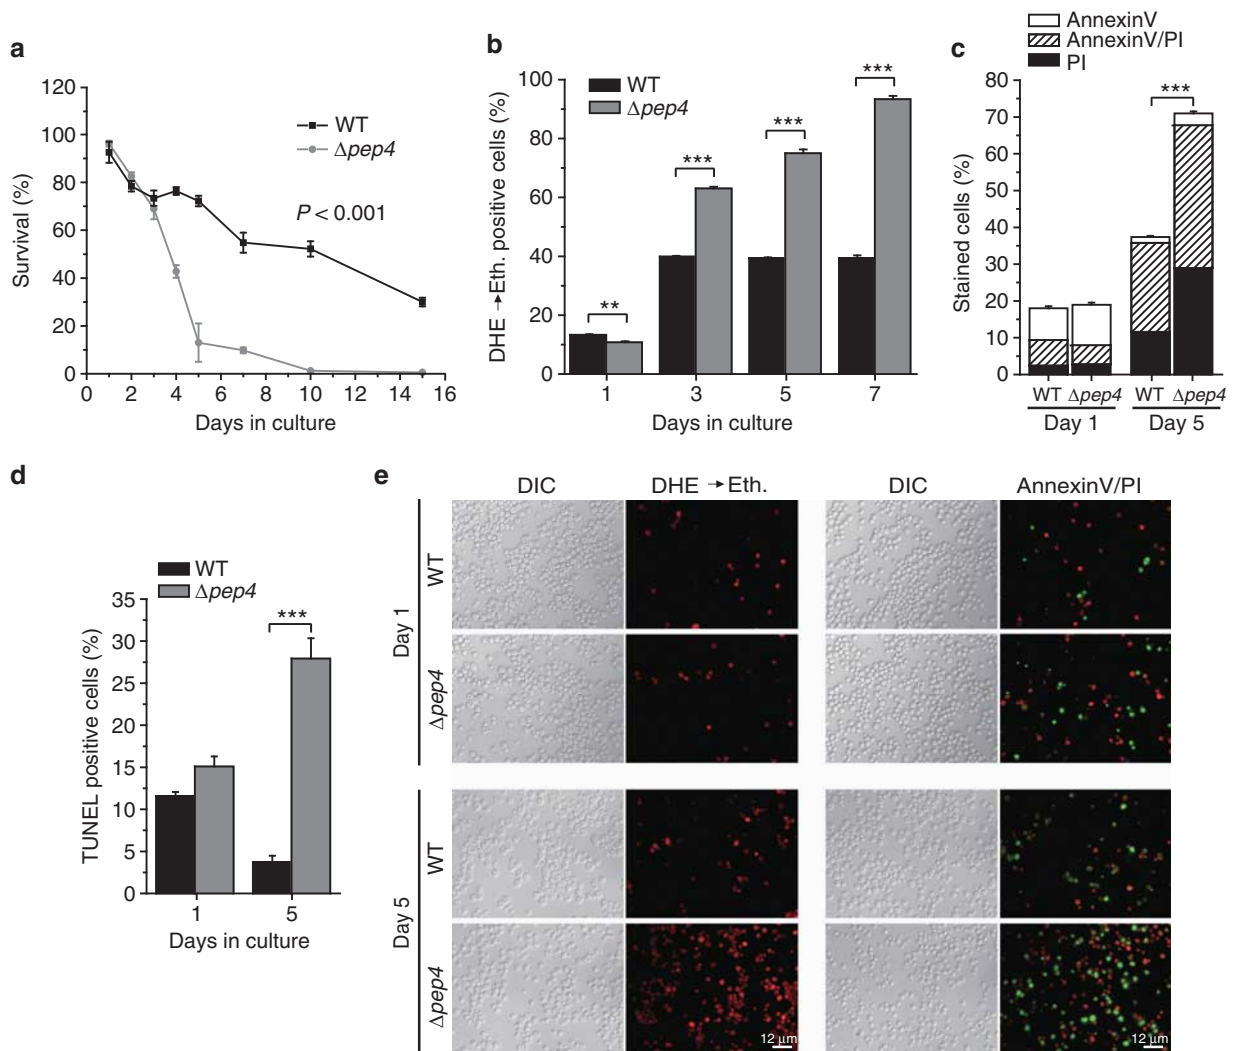 a
120
100
80
60
40
20
0
Survival (%)
WT
Δpep4
P < 0.001
0 2 4 6 8 10 12 14 16
Days in culture
b
100
80
60
40
20
0
DHE → Eth. positive cells (%)
WT
Δpep4
**
***
***
***
1 3 5 7
Days in culture
c
AnnexinV
AnnexinV/PI
PI
80
70
60
50
40
30
20
10
0
Stained cells (%)
***
WT Δpep4 WT Δpep4
Day 1 Day 5
d
WT
Δpep4
35
30
25
20
15
10
5
0
TUNEL positive cells (%)
***
1 5
Days in culture
e
DIC DHE → Eth. DIC AnnexinV/PI
Day 1
WT
Δpep4
Day 5
WT
Δpep4
12 μm
12 μm